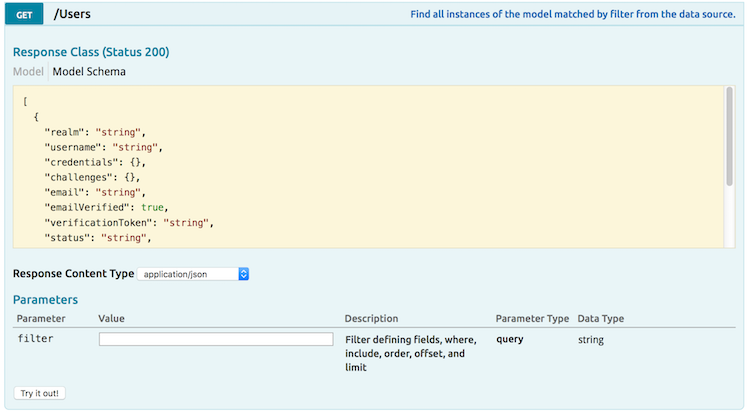 GET /Users Find all instances of the model matched by filter from the data source.
Response Class (Status 200)
Model Model Schema
[
{
"realm": "string",
"username": "string",
"credentials": {},
"challenges": {},
"email": "string",
"emailVerified": true,
"verificationToken": "string",
"status": "string",
Response Content Type application/json
Parameters
Parameter Value Description Parameter Type Data Type
filter Filter defining fields, where, query string
include, order, offset, and
limit
Try it out!